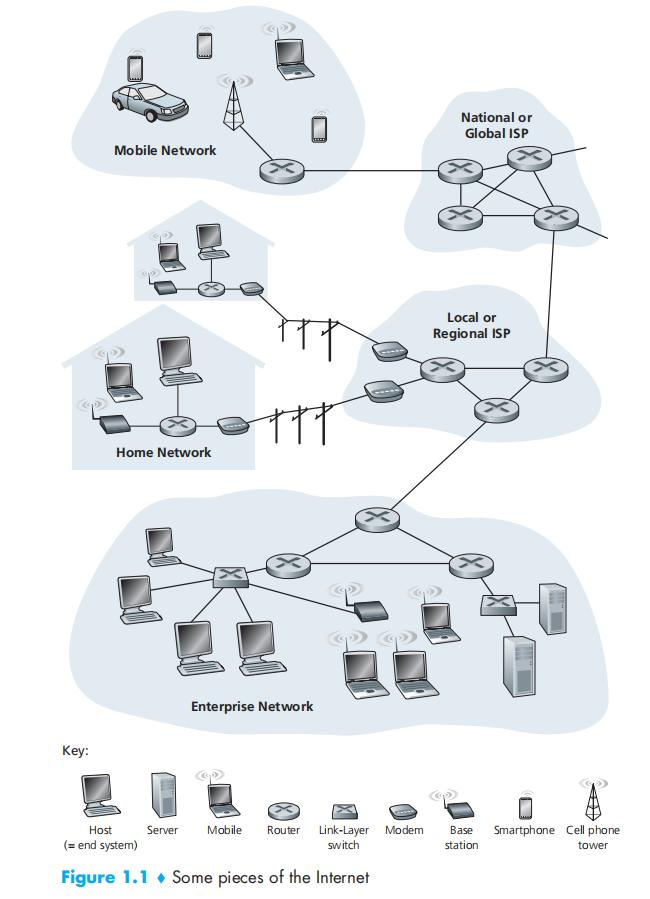 Mobile Network
National or
Global ISP
Local or
Regional ISP
Home Network
Enterprise Network
Key:
Host
(= end system)
Server
Mobile
Router
Link-Layer
switch
Modem
Base
station
Smartphone
Cell phone
tower
Figure 1.1 ♦ Some pieces of the Internet